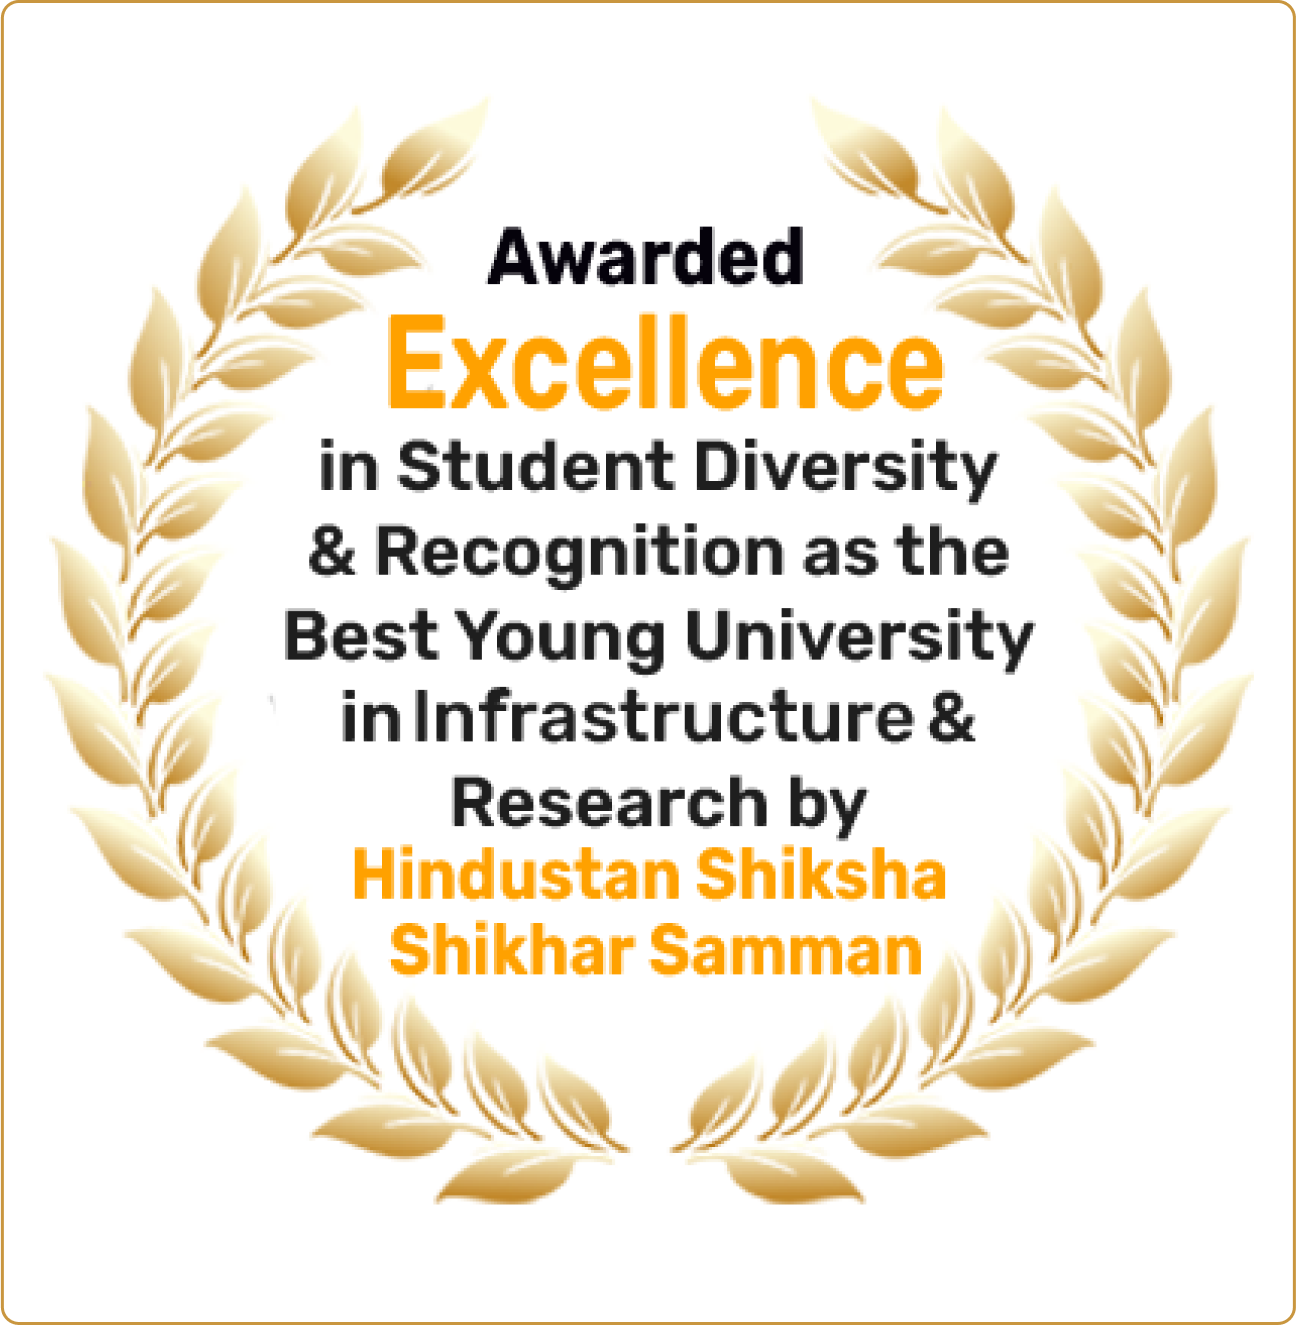 Awarded
Excellence
in Student Diversity
& Recognition as the
Best Young University
in Infrastructure &
Research by
Hindustan Shiksha
Shikhar Samman